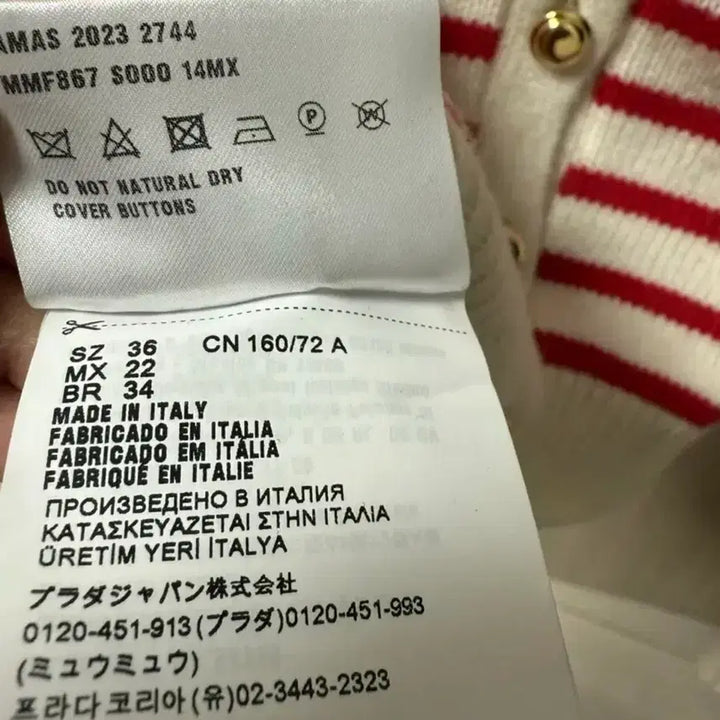 AMAS 2023 2744
MMF867 S000 14MX
P
W
DO NOT NATURAL DRY
COVER BUTTONS
SZ 36 CN 160/72 A
MX 22
BR 34
MADE IN ITALY
FABRICADO EN ITALIA
FABRICADO EM ITÁLIA
FABRIQUÉ EN ITALIE
ПРОИЗВЕДЕНО В ИТАЛИЯ
ΚΑΤΑΣΚΕΥΑΖΕΤΑΙ ΣΤΗΝ ΙΤΑΛΙΑ
ÜRETİM YERİ İTALYA
プラダジャパン株式会社
0120-451-913(プラダ)0120-451-993
(ミュウミュウ)
프라다코리아(유)02-3443-2323